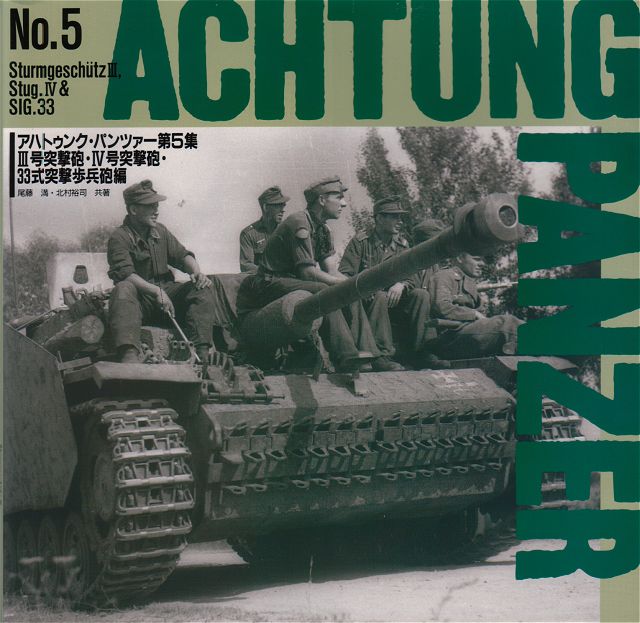 No.5
Sturmgeschütz Ⅲ,
Stug.Ⅳ &
SIG.33
ACHTUNG
PANZER
アハトゥンク・パンツァー第5集
Ⅲ号突撃砲・Ⅳ号突撃砲・
33式突撃歩兵砲編
尾藤 満・北村裕司 共著